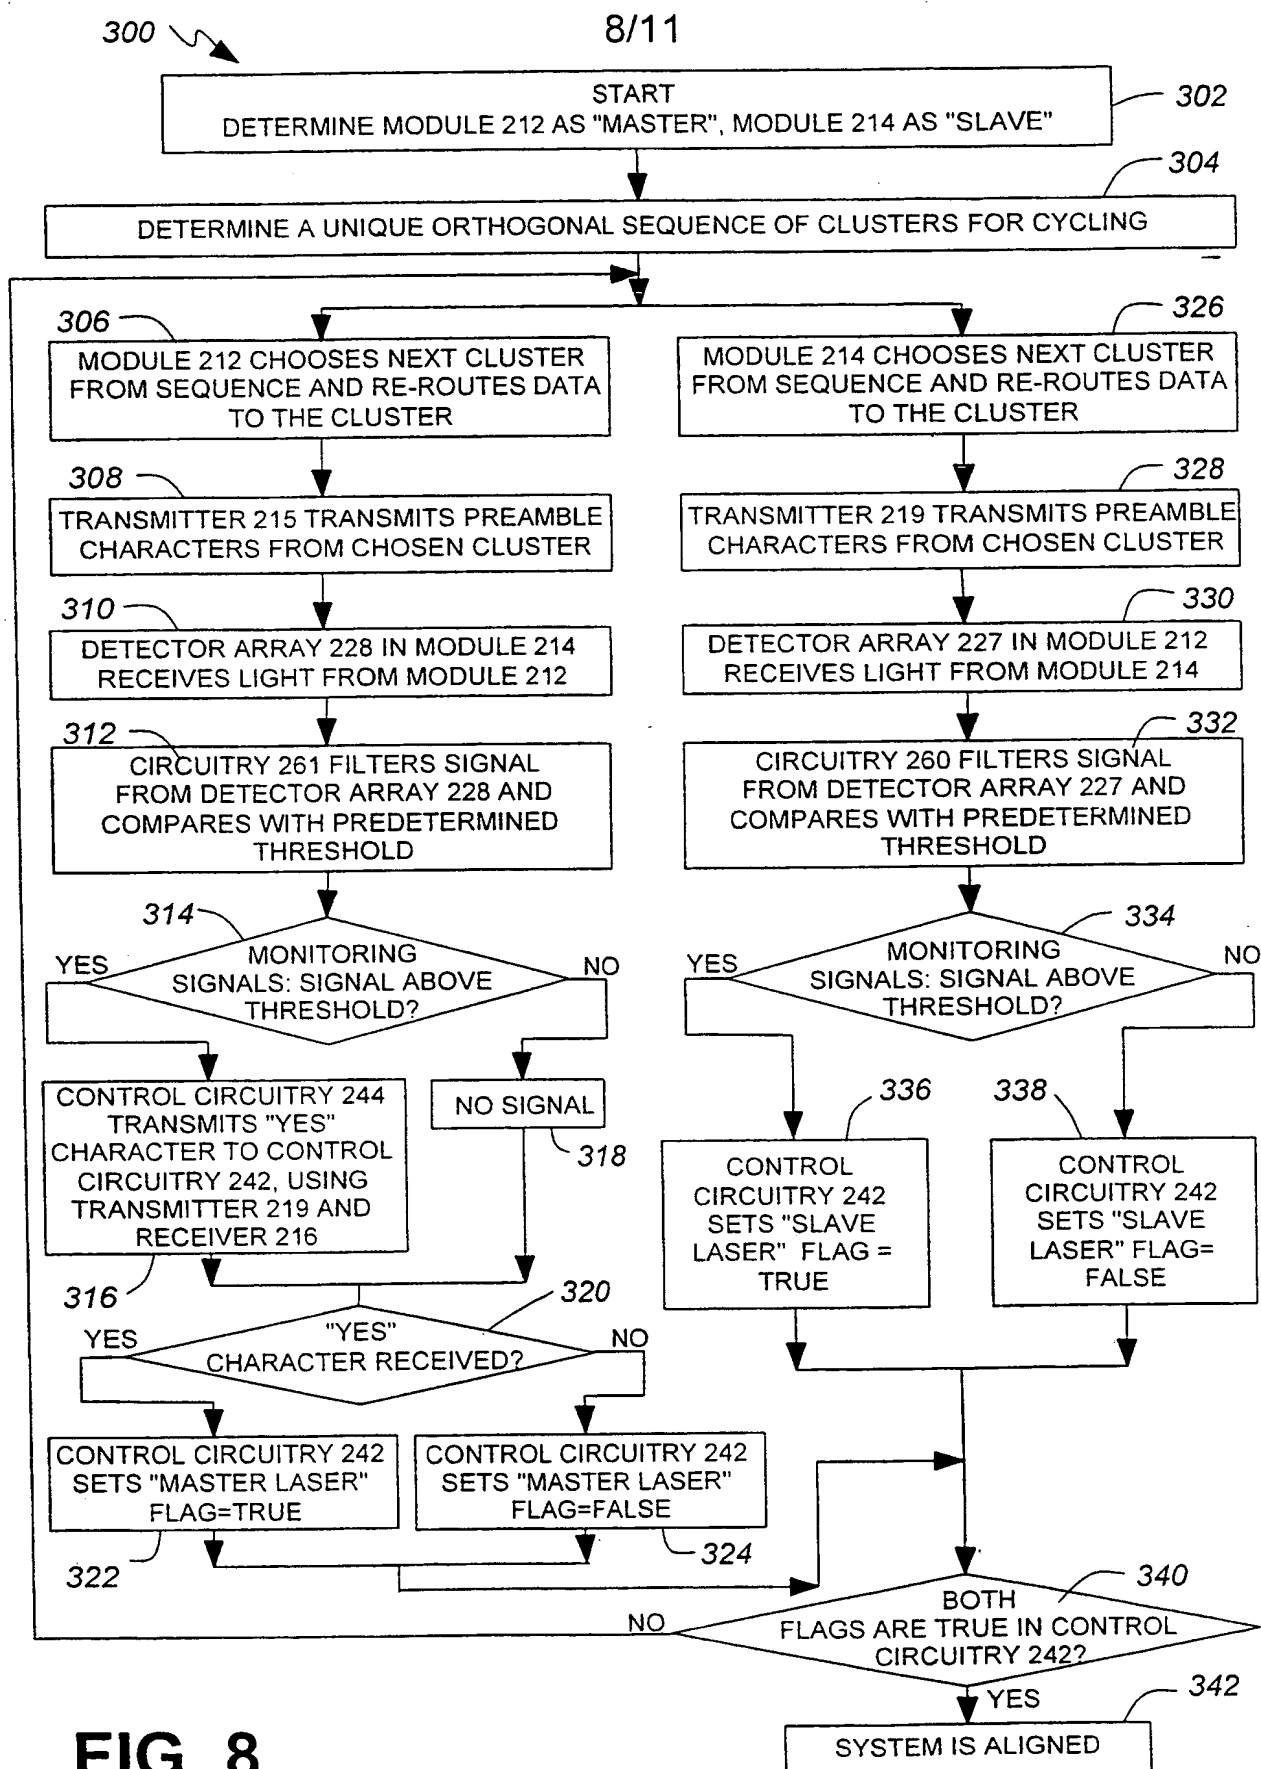 8/11
300
START
DETERMINE MODULE 212 AS "MASTER", MODULE 214 AS "SLAVE"
302
304
DETERMINE A UNIQUE ORTHOGONAL SEQUENCE OF CLUSTERS FOR CYCLING
306
MODULE 212 CHOOSES NEXT CLUSTER
FROM SEQUENCE AND RE-ROUTES DATA
TO THE CLUSTER
308
TRANSMITTER 215 TRANSMITS PREAMBLE
CHARACTERS FROM CHOSEN CLUSTER
310
DETECTOR ARRAY 228 IN MODULE 214
RECEIVES LIGHT FROM MODULE 212
312
CIRCUITRY 261 FILTERS SIGNAL
FROM DETECTOR ARRAY 228 AND
COMPARES WITH PREDETERMINED
THRESHOLD
314
YES
MONITORING
SIGNALS: SIGNAL ABOVE
THRESHOLD?
NO
CONTROL CIRCUITRY 244
TRANSMITS "YES"
CHARACTER TO CONTROL
CIRCUITRY 242, USING
TRANSMITTER 219 AND
RECEIVER 216
316
NO SIGNAL
318
320
YES
"YES"
CHARACTER RECEIVED?
NO
CONTROL CIRCUITRY 242
SETS "MASTER LASER"
FLAG=TRUE
322
CONTROL CIRCUITRY 242
SETS "MASTER LASER"
FLAG=FALSE
324
326
MODULE 214 CHOOSES NEXT CLUSTER
FROM SEQUENCE AND RE-ROUTES DATA
TO THE CLUSTER
328
TRANSMITTER 219 TRANSMITS PREAMBLE
CHARACTERS FROM CHOSEN CLUSTER
330
DETECTOR ARRAY 227 IN MODULE 212
RECEIVES LIGHT FROM MODULE 214
332
CIRCUITRY 260 FILTERS SIGNAL
FROM DETECTOR ARRAY 227 AND
COMPARES WITH PREDETERMINED
THRESHOLD
334
YES
MONITORING
SIGNALS: SIGNAL ABOVE
THRESHOLD?
NO
336
CONTROL
CIRCUITRY 242
SETS "SLAVE
LASER" FLAG =
TRUE
338
CONTROL
CIRCUITRY 242
SETS "SLAVE
LASER" FLAG=
FALSE
340
BOTH
FLAGS ARE TRUE IN CONTROL
CIRCUITRY 242?
NO
YES
342
SYSTEM IS ALIGNED
FIG. 8